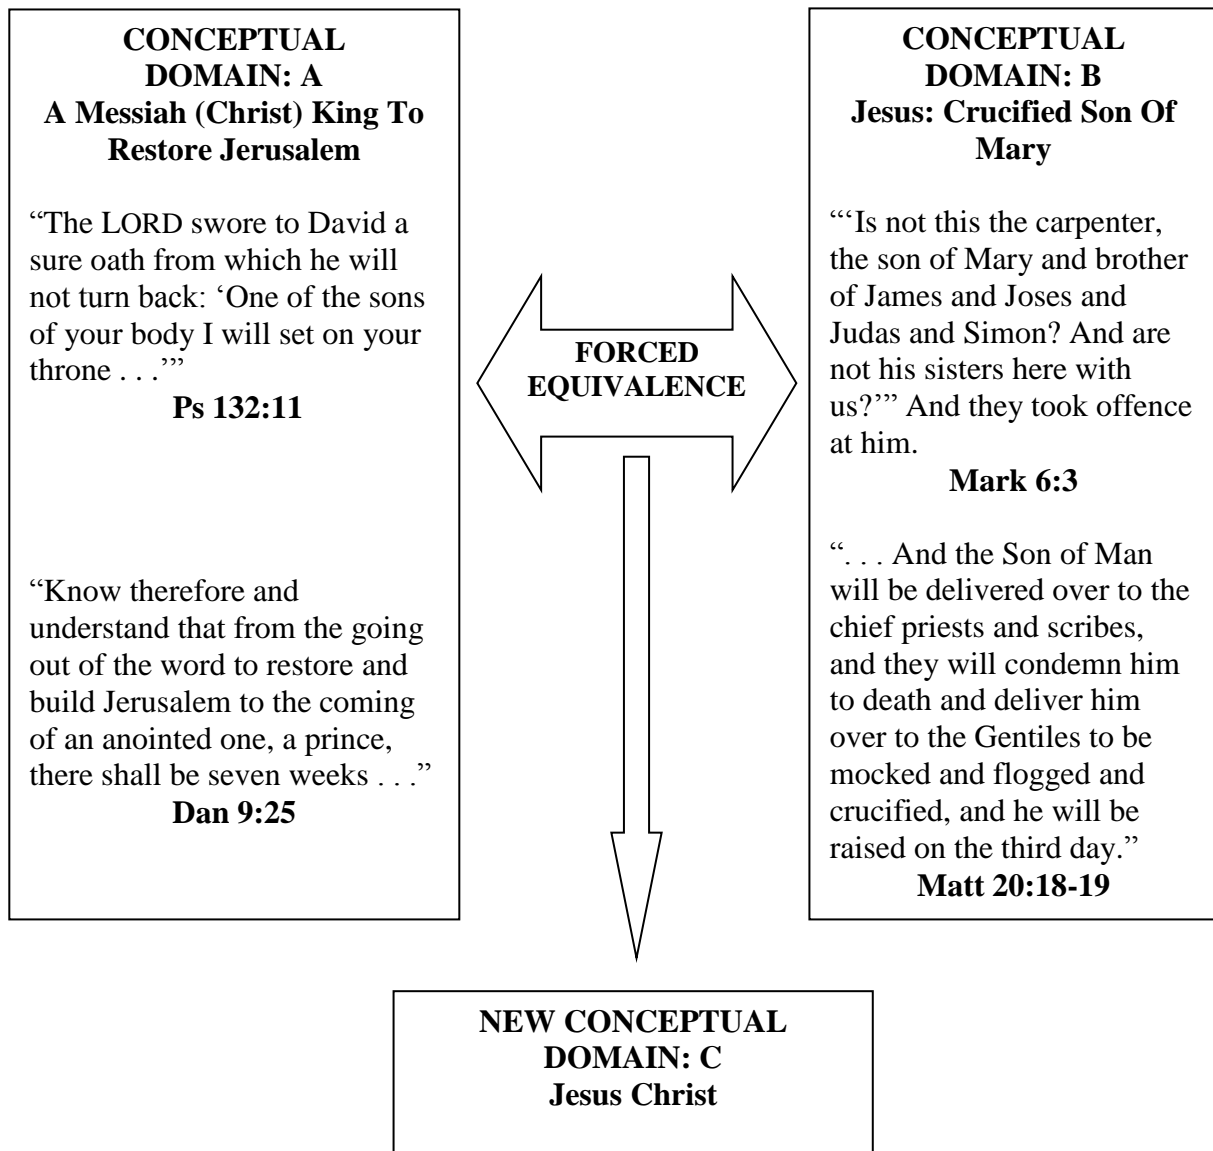 CONCEPTUAL
DOMAIN: A
A Messiah (Christ) King To
Restore Jerusalem
“The LORD swore to David a
sure oath from which he will
not turn back: ‘One of the sons
of your body I will set on your
throne . . .’”
Ps 132:11
“Know therefore and
understand that from the going
out of the word to restore and
build Jerusalem to the coming
of an anointed one, a prince,
there shall be seven weeks . . .”
Dan 9:25
FORCED
EQUIVALENCE
CONCEPTUAL
DOMAIN: B
Jesus: Crucified Son Of
Mary
“‘Is not this the carpenter,
the son of Mary and brother
of James and Joses and
Judas and Simon? And are
not his sisters here with
us?’” And they took offence
at him.
Mark 6:3
“. . . And the Son of Man
will be delivered over to the
chief priests and scribes,
and they will condemn him
to death and deliver him
over to the Gentiles to be
mocked and flogged and
crucified, and he will be
raised on the third day.”
Matt 20:18-19
NEW CONCEPTUAL
DOMAIN: C
Jesus Christ